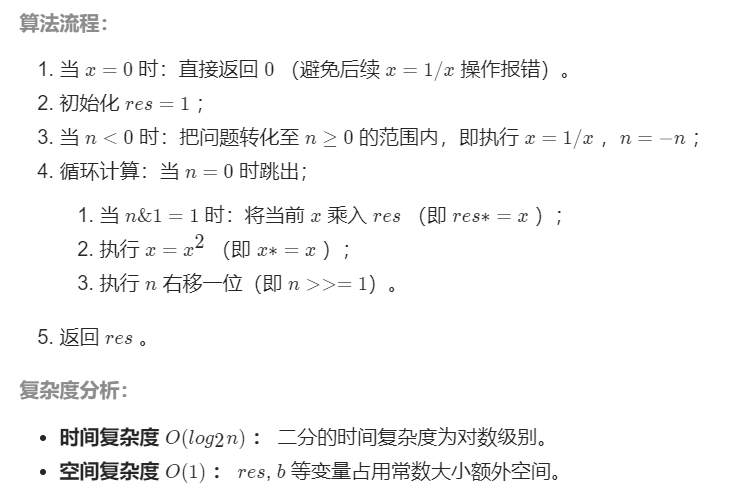 算法流程：
1. 当 x = 0 时：直接返回 0 （避免后续 x = 1/x 操作报错）。
2. 初始化 res = 1 ；
3. 当 n < 0 时：把问题转化至 n ≥ 0 的范围内，即执行 x = 1/x ，n = −n ；
4. 循环计算：当 n = 0 时跳出；
1. 当 n&1 = 1 时：将当前 x 乘入 res （即 res∗ = x ）；
2. 执行 x = x² （即 x∗ = x ）；
3. 执行 n 右移一位（即 n >>= 1）。
5. 返回 res 。
复杂度分析：
• 时间复杂度 O(log2n) ： 二分的时间复杂度为对数级别。
• 空间复杂度 O(1) ： res, b 等变量占用常数大小额外空间。